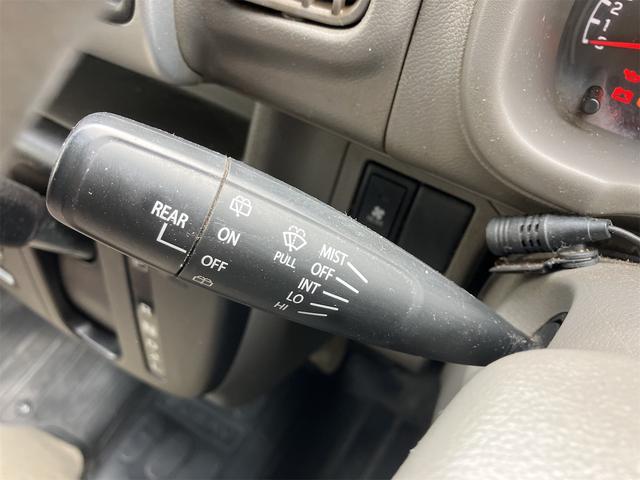 REAR
ON
OFF
PULL
MIST
OFF
INT
LO
HI